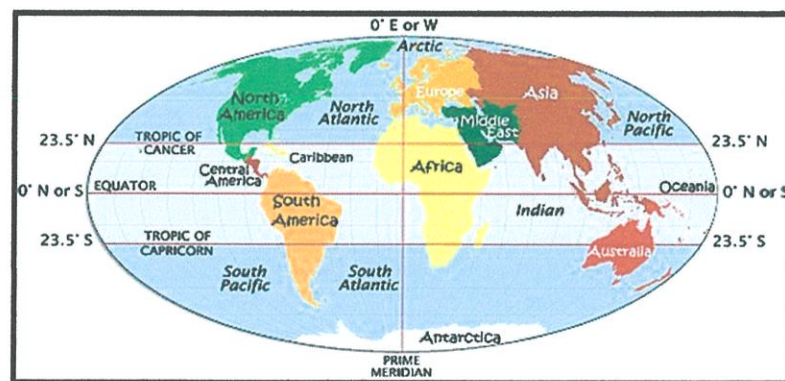 0° E or W
Arctic
Europe
Asia
North
America
North
Atlantic
Middle
East
North
Pacific
23.5° N
TROPIC OF
CANCER
23.5° N
Caribbean
Central
America
Africa
0° N or S
EQUATOR
Oceania
0° N or S
South
America
Indian
23.5° S
TROPIC OF
CAPRICORN
23.5° S
Australia
South
Pacific
South
Atlantic
Antarctica
PRIME
MERIDIAN